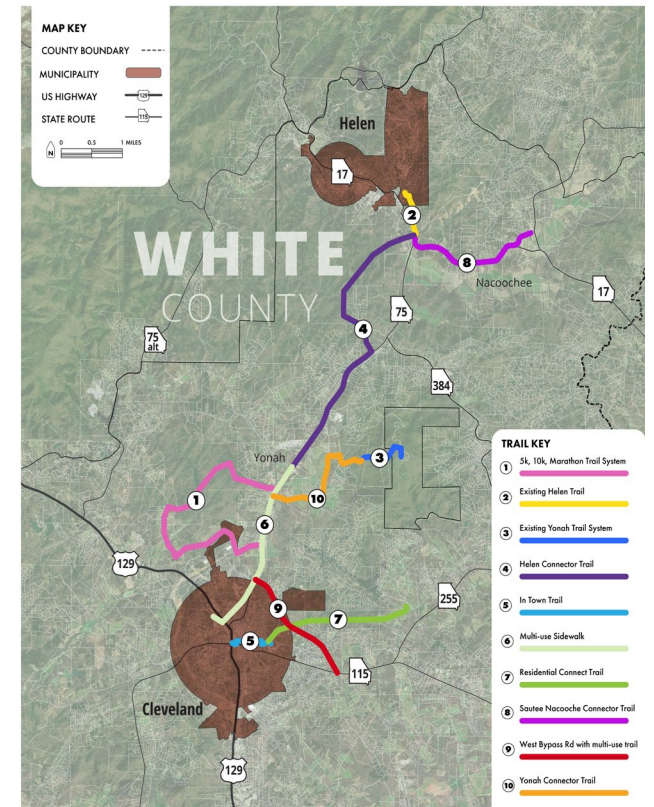 MAP KEY
COUNTY BOUNDARY
MUNICIPALITY
US HIGHWAY
129
STATE ROUTE
115
N
0 0.5 1 MILES
Helen
17
2
WHITE
COUNTY
8
Nacoochee
17
75
4
75
alt
384
Yonah
3
1
10
6
129
9
7
255
5
115
Cleveland
129
TRAIL KEY
1 5k, 10k, Marathon Trail System
2 Existing Helen Trail
3 Existing Yonah Trail System
4 Helen Connector Trail
5 In Town Trail
6 Multi-use Sidewalk
7 Residential Connect Trail
8 Sautee Nacooche Connector Trail
9 West Bypass Rd with multi-use trail
10 Yonah Connector Trail